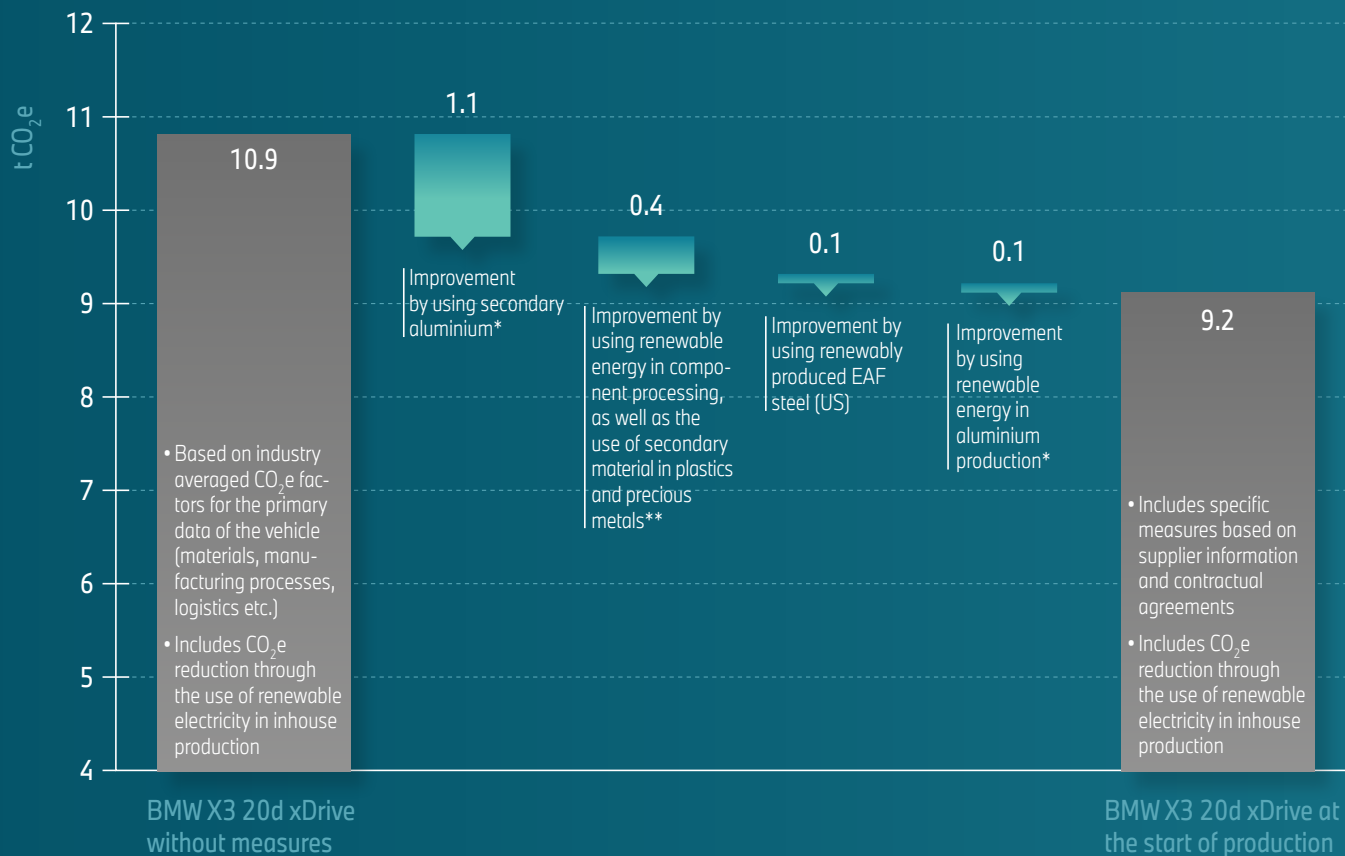 t CO₂e
12
11
10
9
8
7
6
5
4
10.9
• Based on industry
averaged CO₂e fac-
tors for the primary
data of the vehicle
(materials, manu-
facturing processes,
logistics etc.)
• Includes CO₂e
reduction through
the use of renewable
electricity in inhouse
production
BMW X3 20d xDrive
without measures
1.1
Improvement
by using secondary
aluminium*
0.4
Improvement by
using renewable
energy in compo-
nent processing,
as well as the
use of secondary
material in plastics
and precious
metals**
0.1
Improvement by
using renewably
produced EAF
steel (US)
0.1
Improvement
by using
renewable
energy in
aluminium
production*
9.2
• Includes specific
measures based on
supplier information
and contractual
agreements
• Includes CO₂e
reduction through
the use of renewable
electricity in inhouse
production
BMW X3 20d xDrive at
the start of production